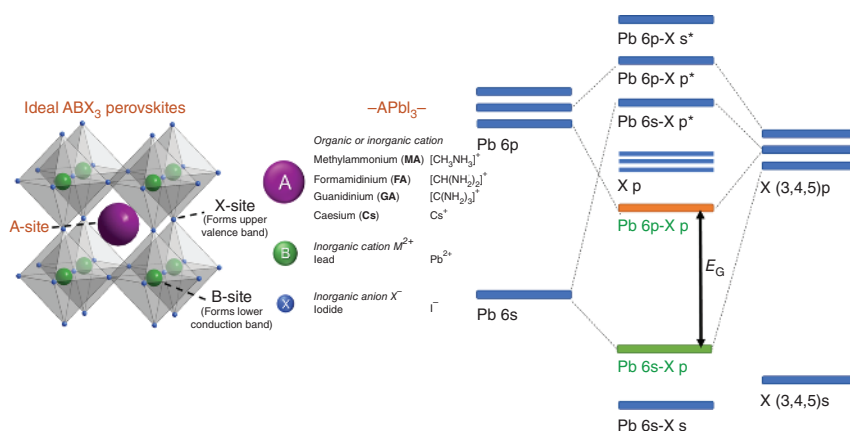 Ideal ABX₃ perovskites
A-site
X-site
(Forms upper
valence band)
B-site
(Forms lower
conduction band)
–APbI₃–
Organic or inorganic cation
A
Methylammonium (MA) [CH₃NH₃]⁺
Formamidinium (FA) [CH(NH₂)₂]⁺
Guanidinium (GA) [C(NH₂)₃]⁺
Caesium (Cs) Cs⁺
B
Inorganic cation M²⁺
lead Pb²⁺
X
Inorganic anion X⁻
Iodide I⁻
Pb 6p
Pb 6s
Pb 6p-X s*
Pb 6p-X p*
Pb 6s-X p*
X p
Pb 6p-X p
E_G
Pb 6s-X p
Pb 6s-X s
X (3,4,5)p
X (3,4,5)s